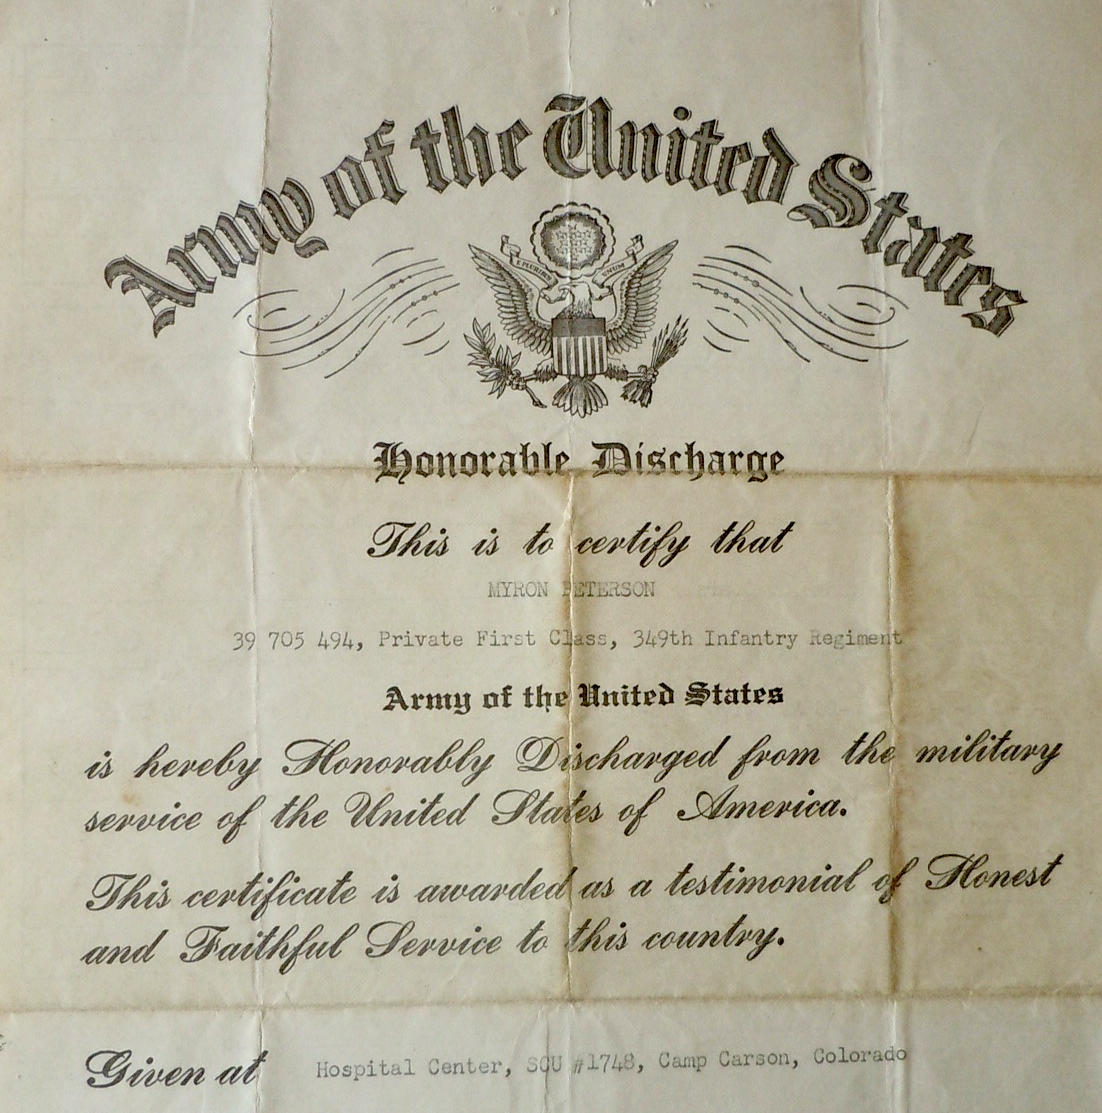 Army of the United States
E PLURIBUS UNUM
Honorable Discharge
This is to certify that
MYRON PETERSON
39 705 494, Private First Class, 349th Infantry Regiment
Army of the United States
is hereby Honorably Discharged from the military
service of the United States of America.
This certificate is awarded as a testimonial of Honest
and Faithful Service to this country.
Given at Hospital Center, SCU #1748, Camp Carson, Colorado